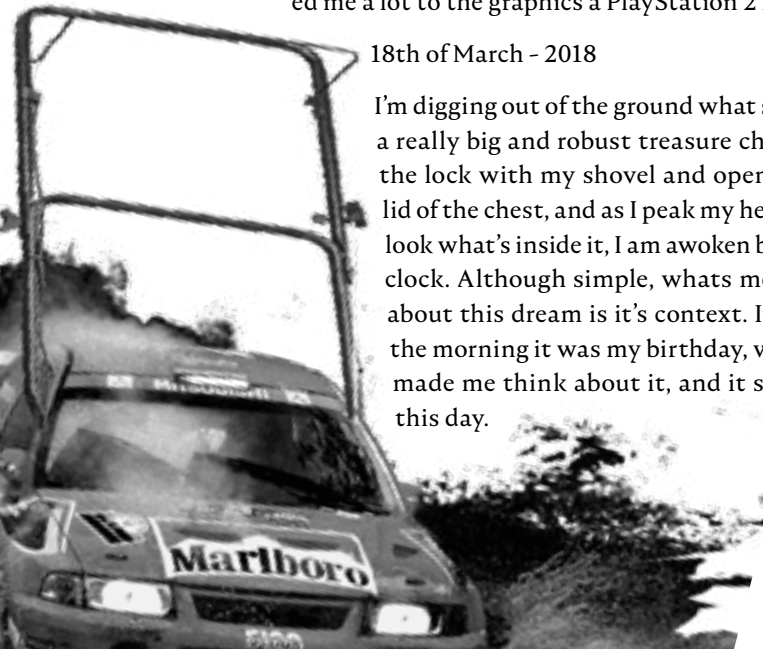 ed me a lot to the graphics a PlayStation 2
18th of March - 2018
I'm digging out of the ground what
a really big and robust treasure ch
the lock with my shovel and open
lid of the chest, and as I peak my he
look what's inside it, I am awoken b
clock. Although simple, whats m
about this dream is it's context. I
the morning it was my birthday, w
made me think about it, and it s
this day.
Marlboro